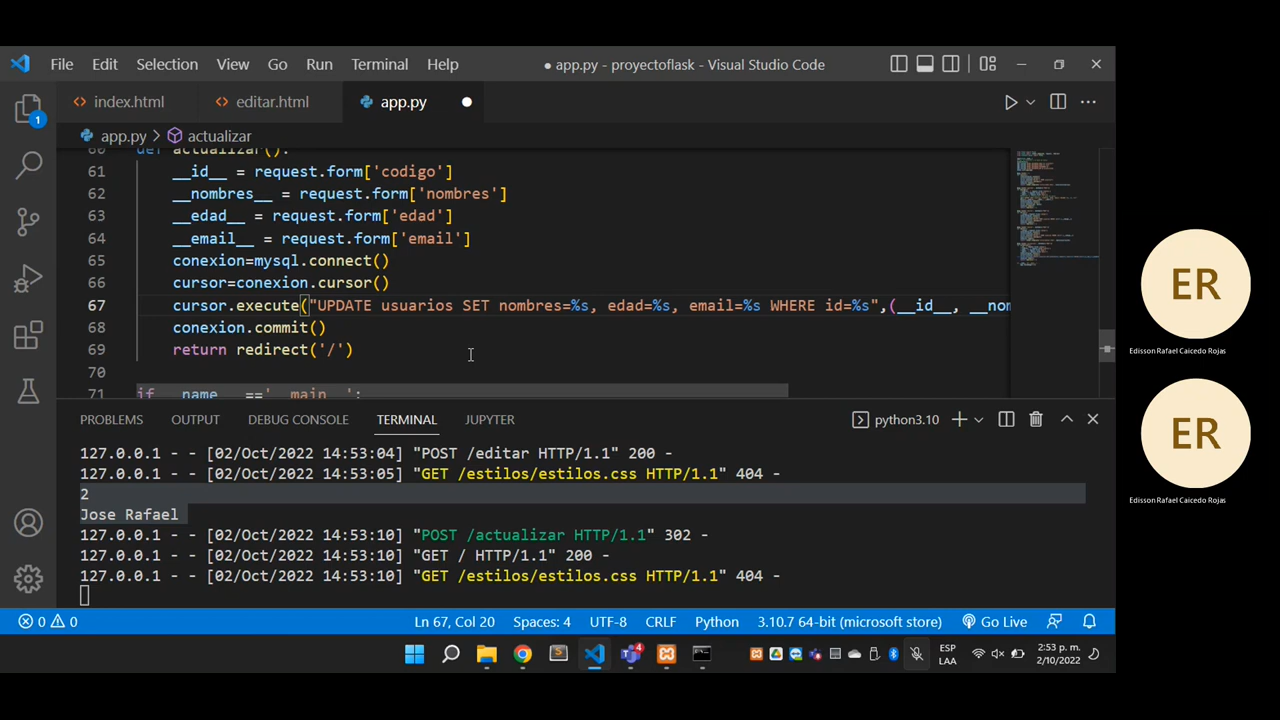 File Edit Selection View Go Run Terminal Help ● app.py - proyectoflask - Visual Studio Code
index.html editar.html app.py
app.py > actualizar
60 def actualizar():
61 __id__ = request.form['codigo']
62 __nombres__ = request.form['nombres']
63 __edad__ = request.form['edad']
64 __email__ = request.form['email']
65 conexion=mysql.connect()
66 cursor=conexion.cursor()
67 cursor.execute("UPDATE usuarios SET nombres=%s, edad=%s, email=%s WHERE id=%s",(__id__, __nom
68 conexion.commit()
69 return redirect('/')
70
71 if __name__=='__main__':
1
PROBLEMS OUTPUT DEBUG CONSOLE TERMINAL JUPYTER python3.10
127.0.0.1 - - [02/Oct/2022 14:53:04] "POST /editar HTTP/1.1" 200 -
127.0.0.1 - - [02/Oct/2022 14:53:05] "GET /estilos/estilos.css HTTP/1.1" 404 -
2
Jose Rafael
127.0.0.1 - - [02/Oct/2022 14:53:10] "POST /actualizar HTTP/1.1" 302 -
127.0.0.1 - - [02/Oct/2022 14:53:10] "GET / HTTP/1.1" 200 -
127.0.0.1 - - [02/Oct/2022 14:53:10] "GET /estilos/estilos.css HTTP/1.1" 404 -
0 0 Ln 67, Col 20 Spaces: 4 UTF-8 CRLF Python 3.10.7 64-bit (microsoft store) Go Live
4 ESP 2:53 p. m.
LAA 2/10/2022
ER
Edisson Rafael Caicedo Rojas
ER
Edisson Rafael Caicedo Rojas